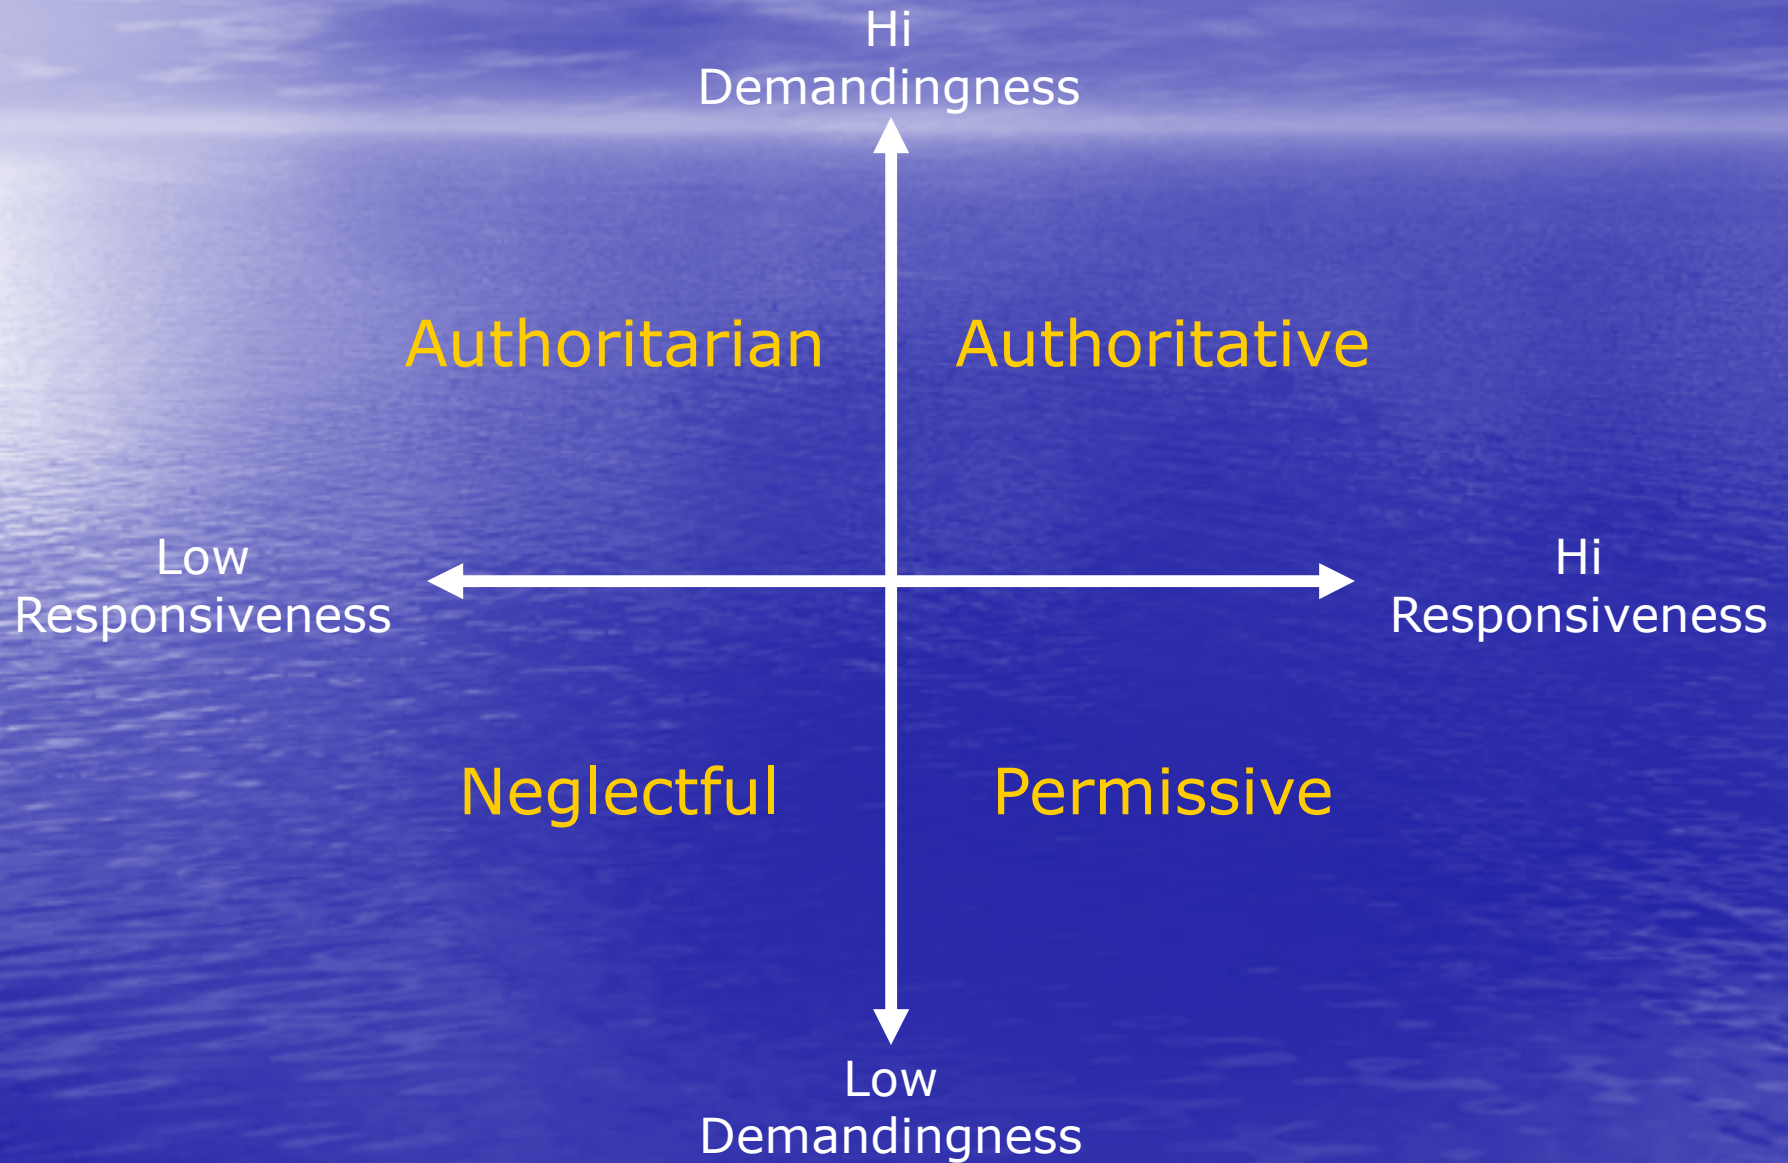 Hi
Demandingness
Authoritarian
Authoritative
Low
Responsiveness
Hi
Responsiveness
Neglectful
Permissive
Low
Demandingness